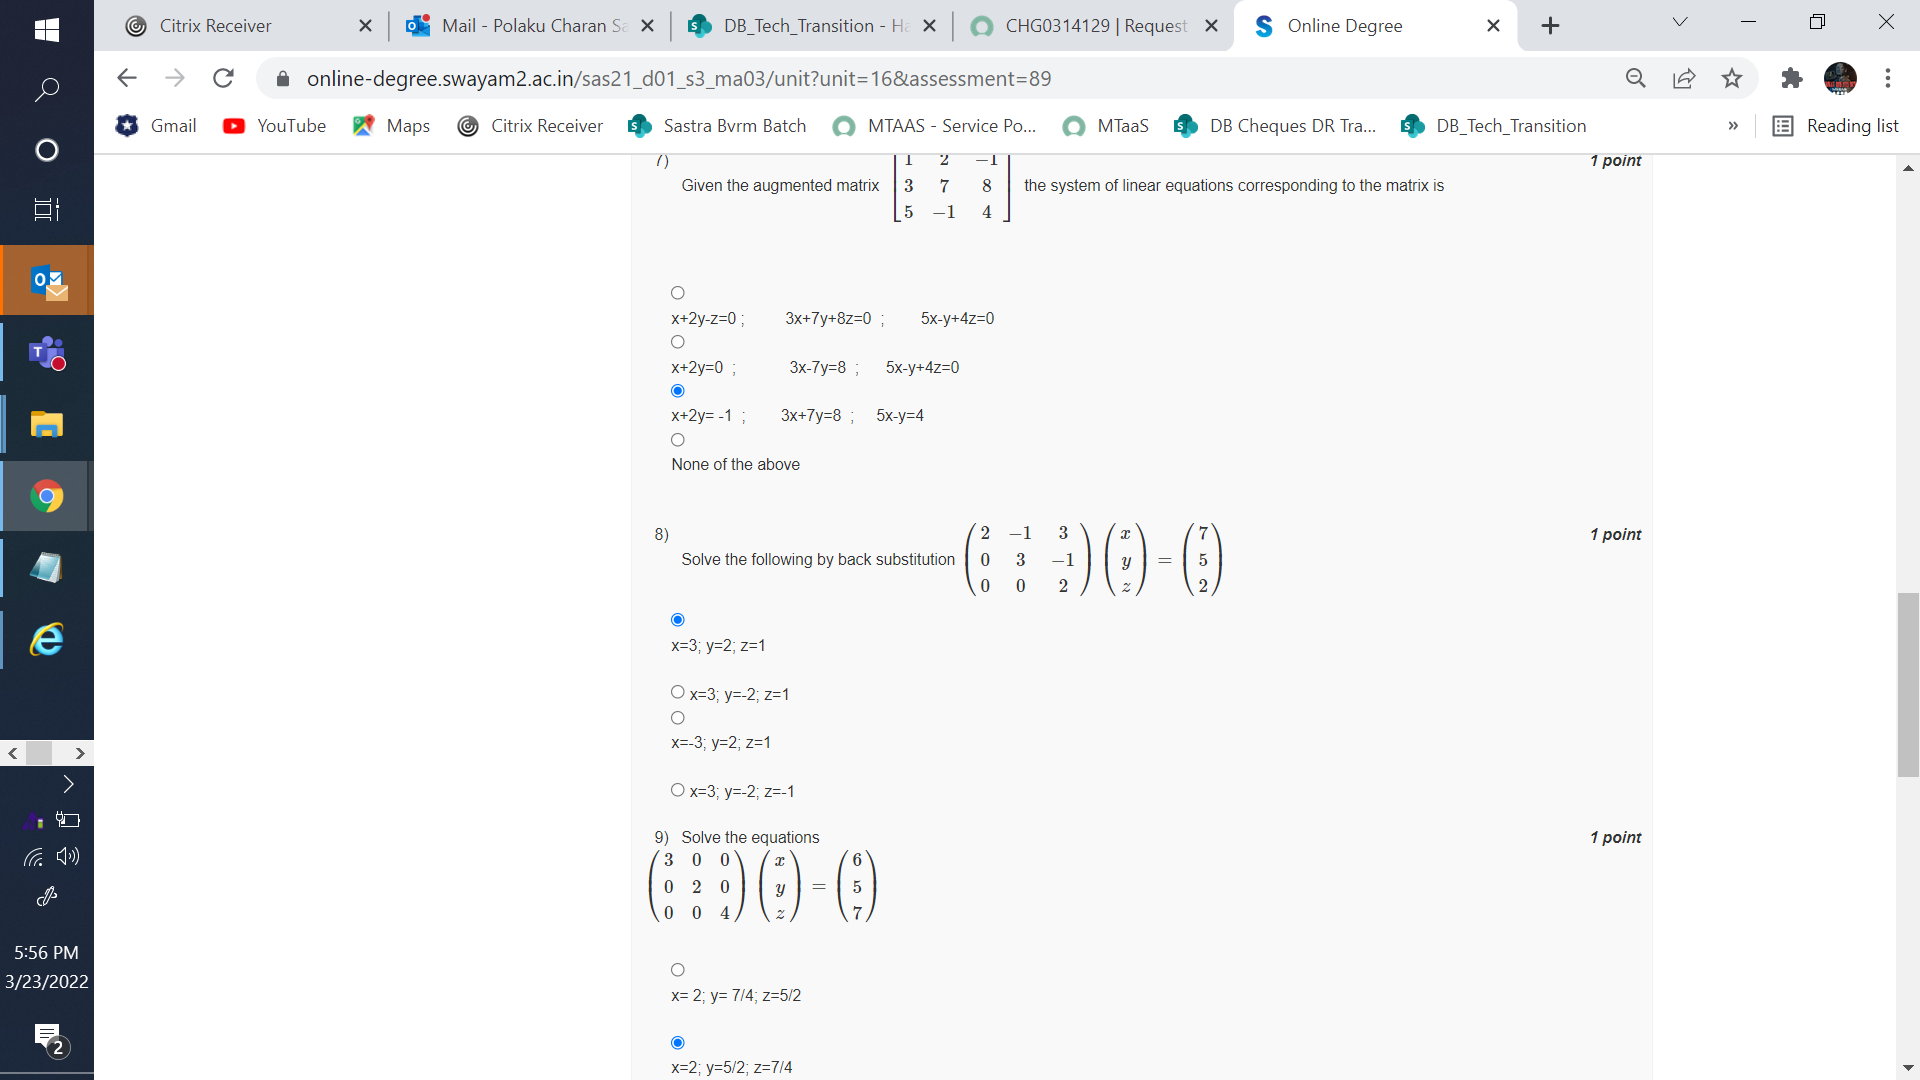 Citrix Receiver
Mail - Polaku Charan Sa
DB_Tech_Transition - Ha
CHG0314129 | Request
Online Degree
online-degree.swayam2.ac.in/sas21_d01_s3_ma03/unit?unit=16&assessment=89
Gmail YouTube Maps Citrix Receiver Sastra Bvrm Batch MTAAS - Service Po... MTaaS DB Cheques DR Tra... DB_Tech_Transition » Reading list
7) 1 point
1 2 −1
Given the augmented matrix 3 7 8 the system of linear equations corresponding to the matrix is
5 −1 4
x+2y-z=0 ; 3x+7y+8z=0 ; 5x-y+4z=0
x+2y=0 ; 3x-7y=8 ; 5x-y+4z=0
x+2y= -1 ; 3x+7y=8 ; 5x-y=4
None of the above
8) 1 point
2 −1 3 x 7
Solve the following by back substitution 0 3 −1 y = 5
0 0 2 z 2
x=3; y=2; z=1
x=3; y=-2; z=1
x=-3; y=2; z=1
x=3; y=-2; z=-1
9) Solve the equations 1 point
3 0 0 x 6
0 2 0 y = 5
0 0 4 z 7
x= 2; y= 7/4; z=5/2
x=2; y=5/2; z=7/4
5:56 PM
3/23/2022
2